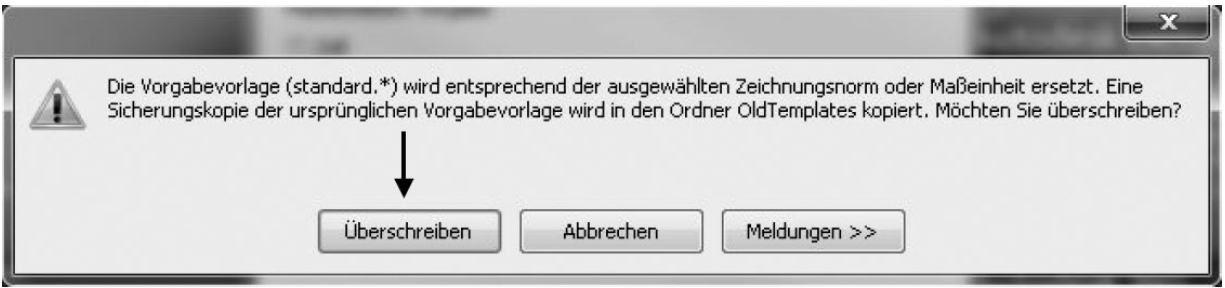 Die Vorgabevorlage (standard.*) wird entsprechend der ausgewählten Zeichnungsnorm oder Maßeinheit ersetzt. Eine
Sicherungskopie der ursprünglichen Vorgabevorlage wird in den Ordner OldTemplates kopiert. Möchten Sie überschreiben?
Überschreiben
Abbrechen
Meldungen >>